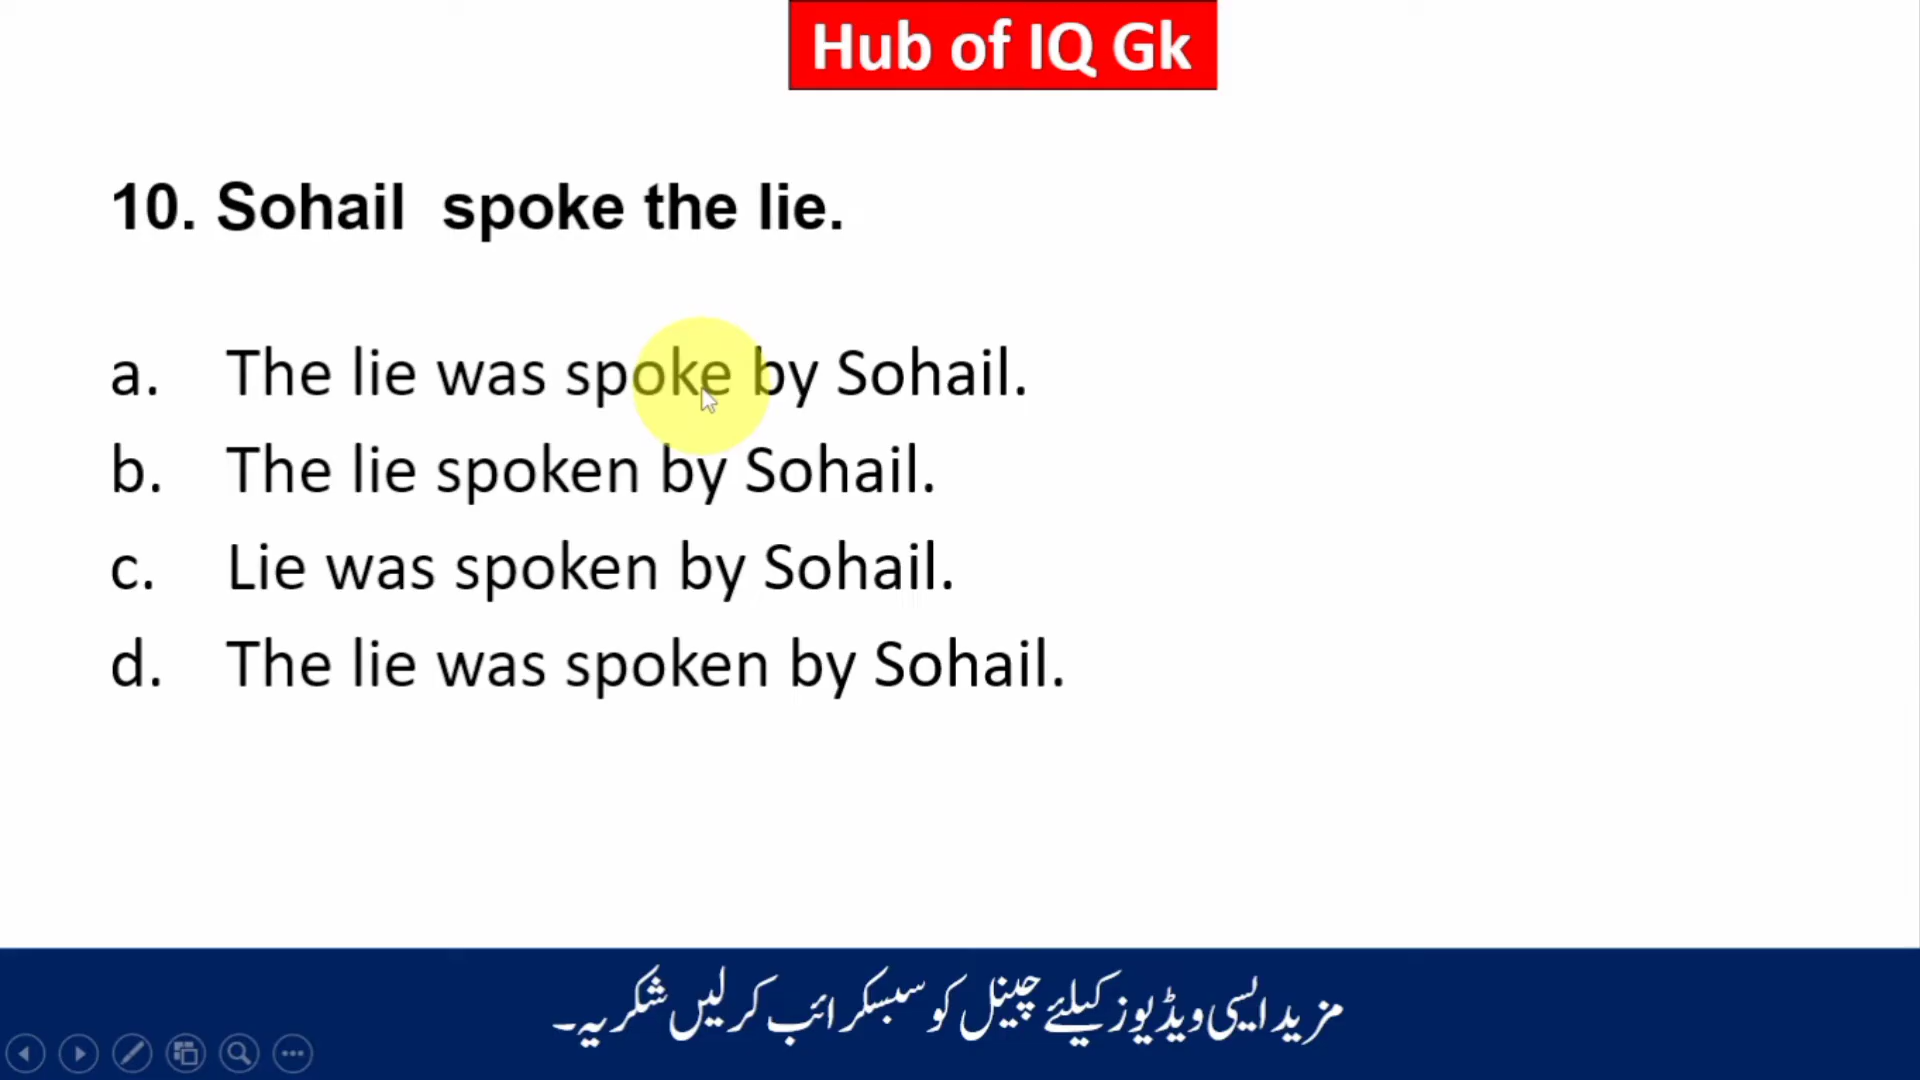 Hub of IQ Gk
10. Sohail spoke the lie.
a. The lie was spoke by Sohail.
b. The lie spoken by Sohail.
c. Lie was spoken by Sohail.
d. The lie was spoken by Sohail.
مزید ایسی ویڈیوز کیلئے چینل کو سبسکرائب کر لیں شکریہ۔